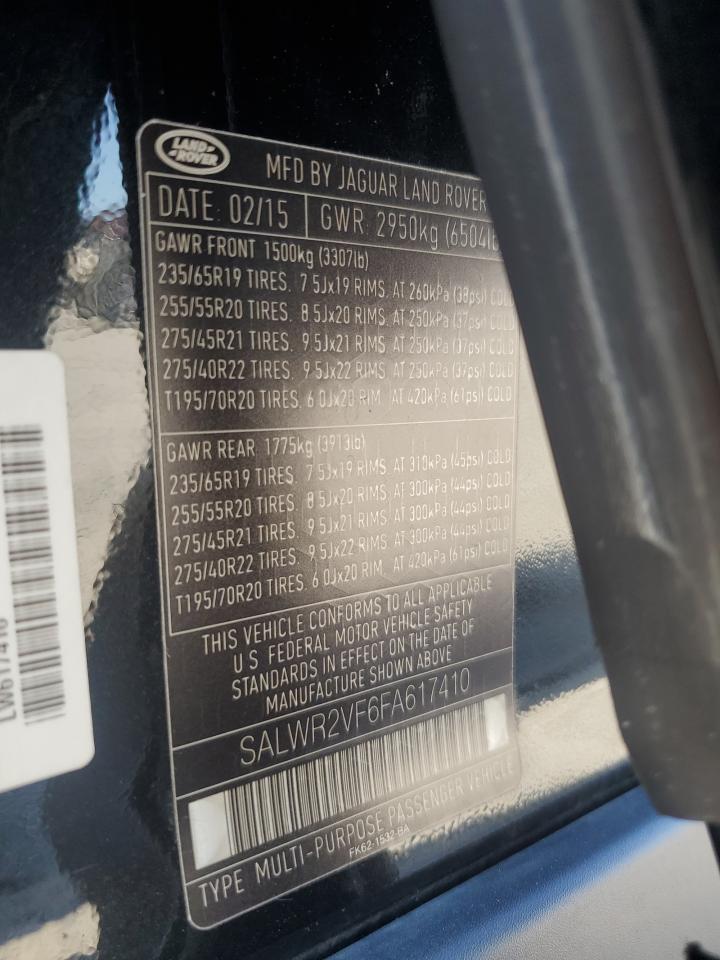 LAND-
-ROVER
MFD BY JAGUAR LAND ROVER
DATE: 02/15 GWR: 2950kg (6504lb
GAWR FRONT 1500kg (3307lb)
235/65R19 TIRES, 7.5Jx19 RIMS, AT 260kPa (38psi) COLD
255/55R20 TIRES, 8.5Jx20 RIMS, AT 250kPa (37psi) COLD
275/45R21 TIRES, 9.5Jx21 RIMS, AT 250kPa (37psi) COLD
275/40R22 TIRES, 9.5Jx22 RIMS, AT 250kPa (37psi) COLD
T195/70R20 TIRES, 6.0Jx20 RIM, AT 420kPa (61psi) COLD
GAWR REAR 1775kg (3913lb)
235/65R19 TIRES, 7.5Jx19 RIMS, AT 310kPa (45psi) COLD
255/55R20 TIRES, 8.5Jx20 RIMS, AT 300kPa (44psi) COLD
275/45R21 TIRES, 9.5Jx21 RIMS, AT 300kPa (44psi) COLD
275/40R22 TIRES, 9.5Jx22 RIMS, AT 300kPa (44psi) COLD
T195/70R20 TIRES, 6.0Jx20 RIM, AT 420kPa (61psi) COLD
THIS VEHICLE CONFORMS TO ALL APPLICABLE
U.S. FEDERAL MOTOR VEHICLE SAFETY
STANDARDS IN EFFECT ON THE DATE OF
MANUFACTURE SHOWN ABOVE
SALWR2VF6FA617410
TYPE MULTI-PURPOSE PASSENGER VEHICLE
FK62-1532-BA